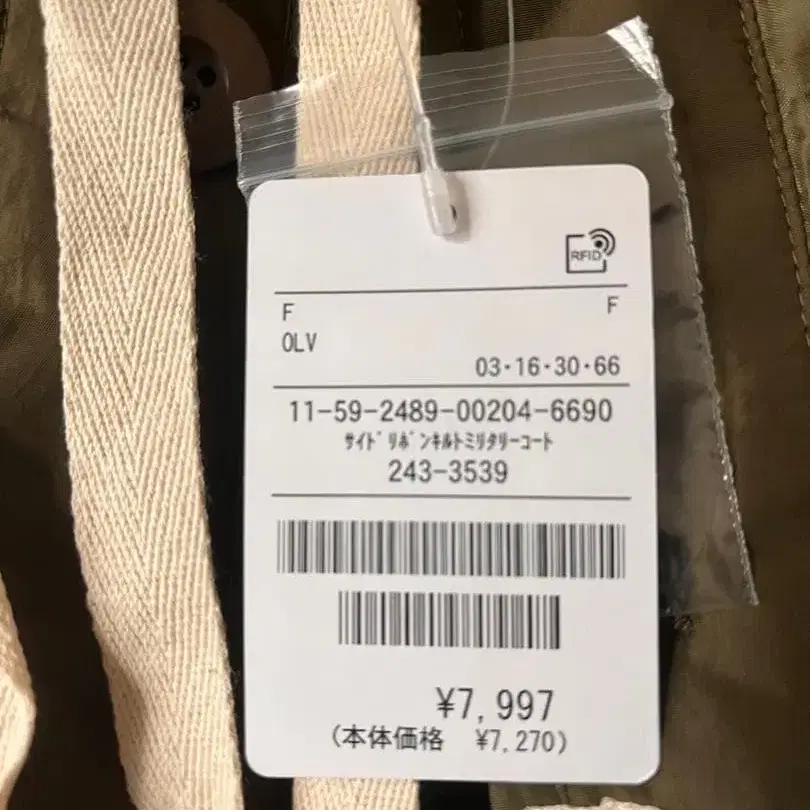 RFID
F F
OLV
03・16・30・66
11-59-2489-00204-6690
ｻｲﾄﾞﾘﾎﾞﾝｷﾙﾄﾐﾘﾀﾘｰｺｰﾄ
243-3539
¥7,997
(本体価格 ¥7,270)